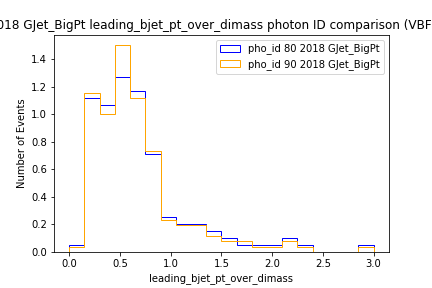 018 GJet_BigPt leading_bjet_pt_over_dimass photon ID comparison (VBF
pho_id 80 2018 GJet_BigPt
pho_id 90 2018 GJet_BigPt
Number of Events
1.4
1.2
1.0
0.8
0.6
0.4
0.2
0.0
0.0 0.5 1.0 1.5 2.0 2.5 3.0
leading_bjet_pt_over_dimass